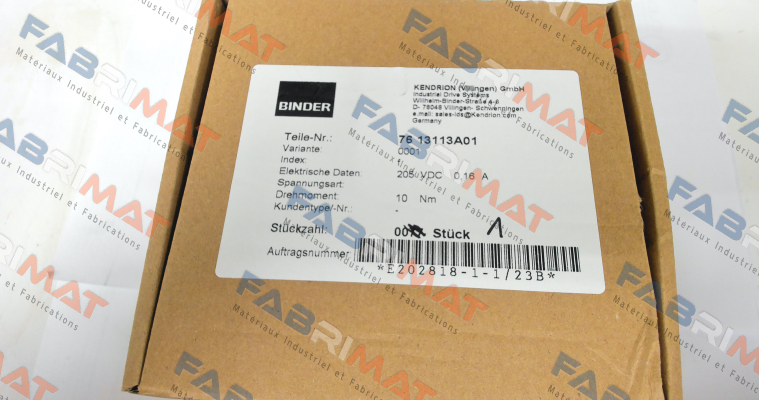 BINDER
KENDRION (Villingen) GmbH
Industrial Drive Systems
Wilhelm-Binder-Straße 4-6
D- 78048 Villingen- Schwenningen
e.mail: sales-ids@Kendrion.com
Germany
Teile-Nr.: 76 13113A01
Variante: 0001
Index:
Elektrische Daten: 205 VDC 0,16 A
Spannungsart:
Drehmoment: 10 Nm
Kundentype/-Nr.: -
Stückzahl: 00 Stück 1
Auftragsnummer
*E202818-1-1/23B*
FABRIMAT
Matériaux Industriel et Fabrications